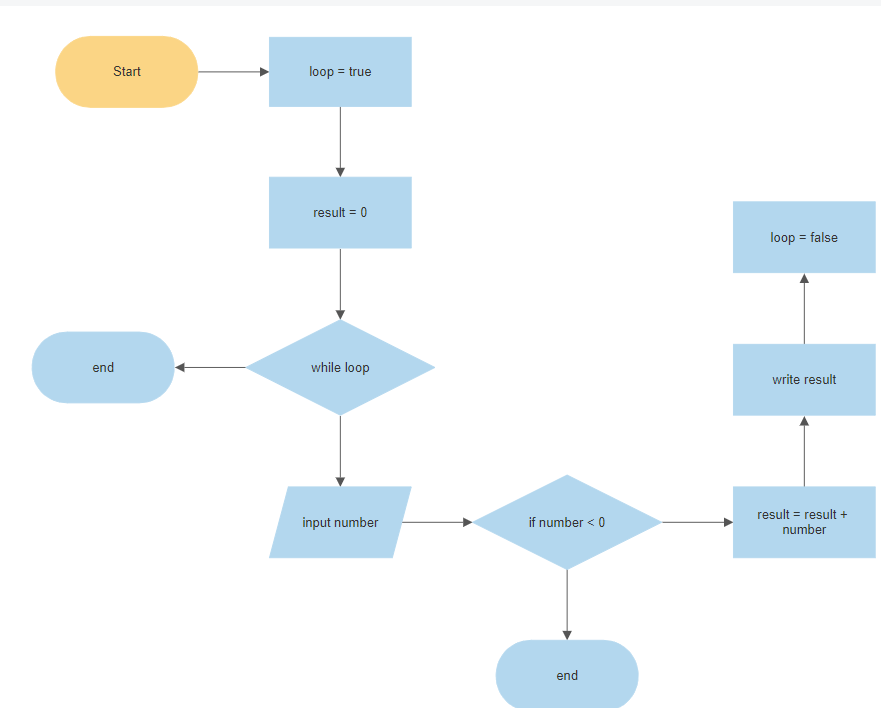 Start
loop = true
result = 0
loop = false
end
while loop
write result
input number
if number < 0
result = result +
number
end